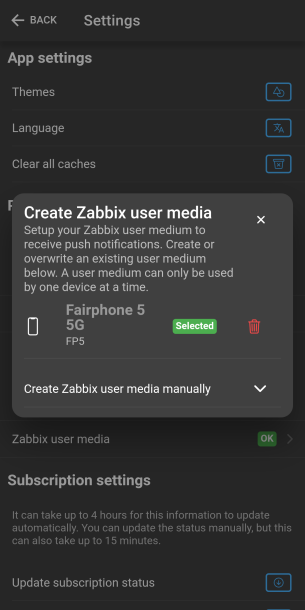 BACK
Settings
App settings
Themes
Language
Clear all caches
Create Zabbix user media
Setup your Zabbix user medium to
receive push notifications. Create or
overwrite an existing user medium
below. A user medium can only be used
by one device at a time.
Fairphone 5
5G
FP5
Selected
Create Zabbix user media manually
Zabbix user media
OK
Subscription settings
It can take up to 4 hours for this information to update
automatically. You can update the status manually, but this
can also take up to 15 minutes.
Update subscription status